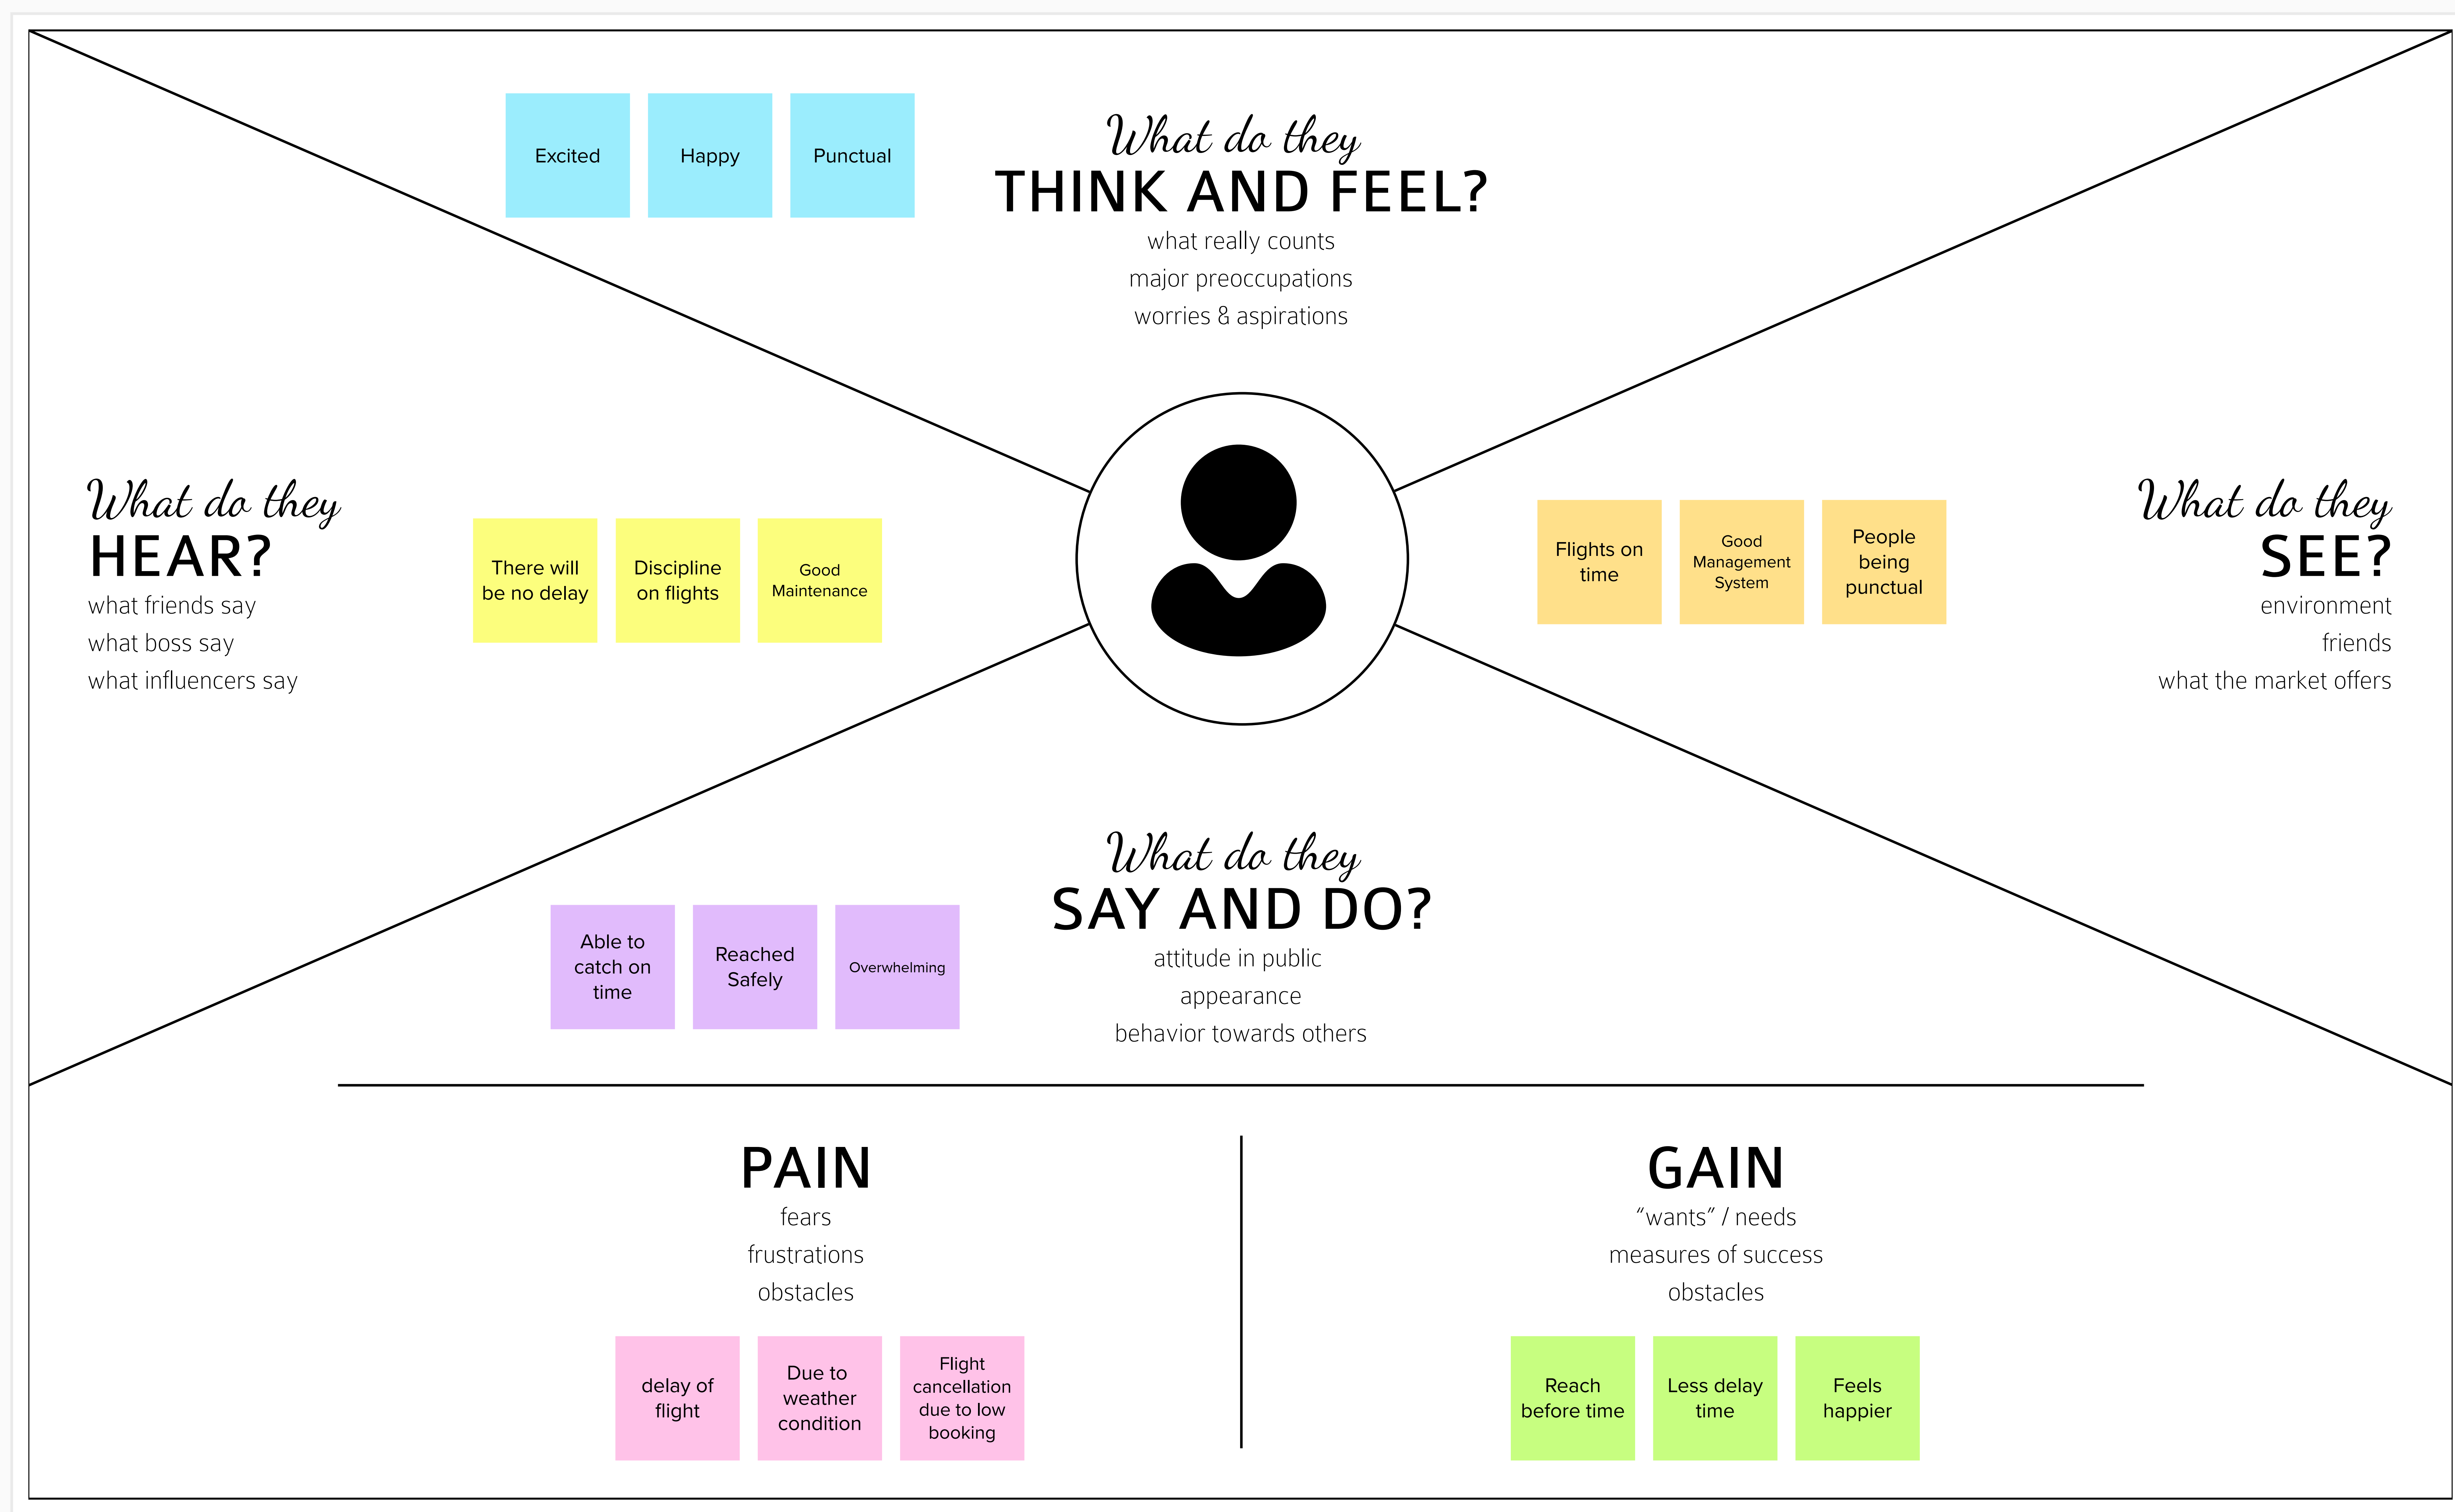 Excited
Happy
Punctual
What do they
THINK AND FEEL?
what really counts
major preoccupations
worries & aspirations
What do they
HEAR?
what friends say
what boss say
what influencers say
There will
be no delay
Discipline
on flights
Good
Maintenance
Flights on
time
Good
Management
System
People
being
punctual
What do they
SEE?
environment
friends
what the market offers
What do they
SAY AND DO?
attitude in public
appearance
behavior towards others
Able to
catch on
time
Reached
Safely
Overwhelming
PAIN
fears
frustrations
obstacles
delay of
flight
Due to
weather
condition
Flight
cancellation
due to low
booking
GAIN
“wants” / needs
measures of success
obstacles
Reach
before time
Less delay
time
Feels
happier